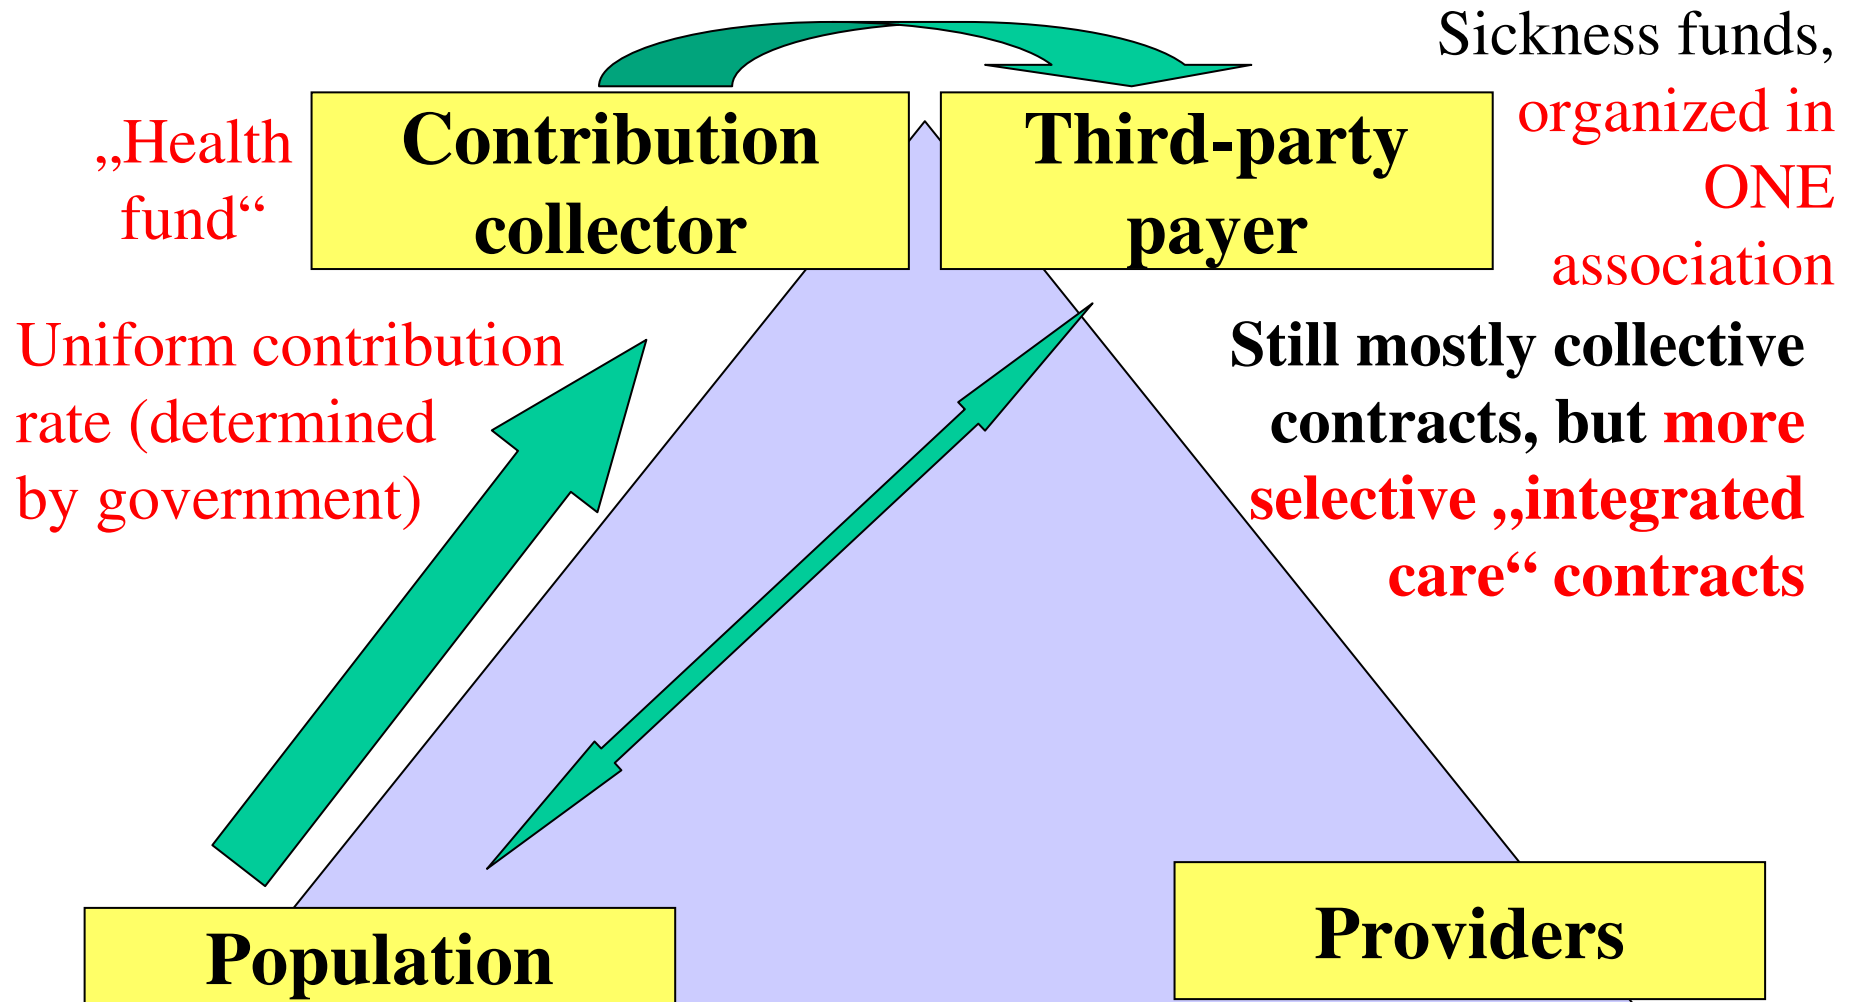 Sickness funds,
organized in
ONE
association
„Health
fund“
Contribution
collector
Third-party
payer
Uniform contribution
rate (determined
by government)
Still mostly collective
contracts, but more
selective „integrated
care“ contracts
Population
Providers